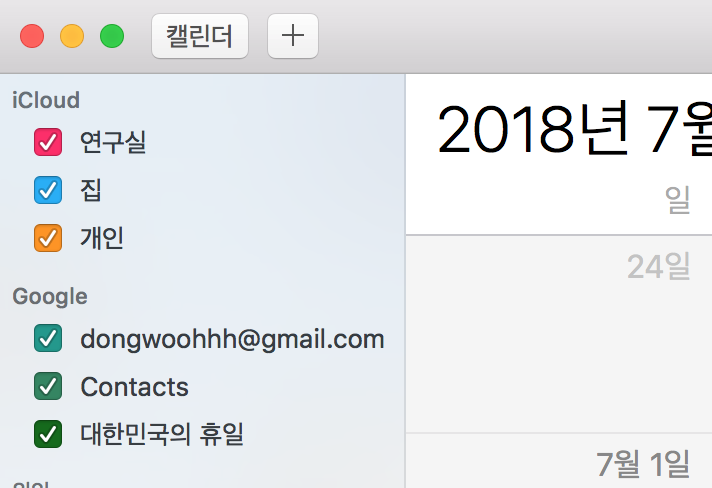 캘린더
iCloud
연구실
집
개인
Google
dongwoohhh@gmail.com
Contacts
대한민국의 휴일
2018년 7월
일
24일
7월 1일